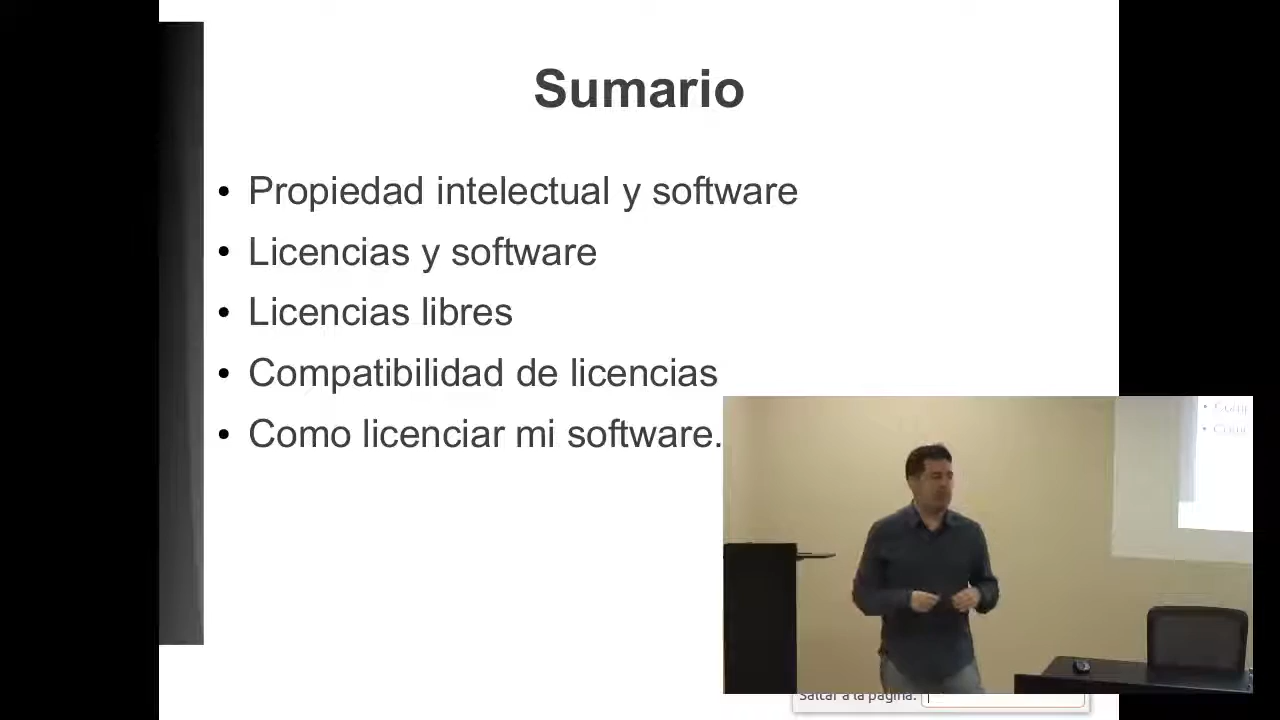 Sumario
• Propiedad intelectual y software
• Licencias y software
• Licencias libres
• Compatibilidad de licencias
• Como licenciar mi software.
Saltar a la página: